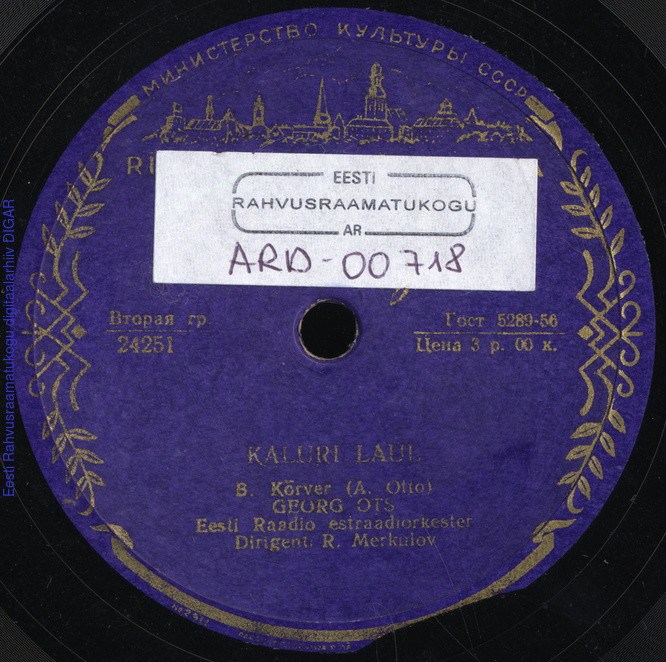 МИНИСТЕРСТВО КУЛЬТУРЫ СССР
EESTI
RAHVUSRAAMATUKOGU
AR
ARD-00718
Вторая гр.
24251
Гост 5289-56
Цена 3 р. 00 к.
KALURI LAUL
B. Kõrver (A. Otto)
GEORG OTS
Eesti Raadio estraadiorkester
Dirigent: R. Merkulov
Eesti Rahvusraamatukogu digitaalarhiiv DIGAR